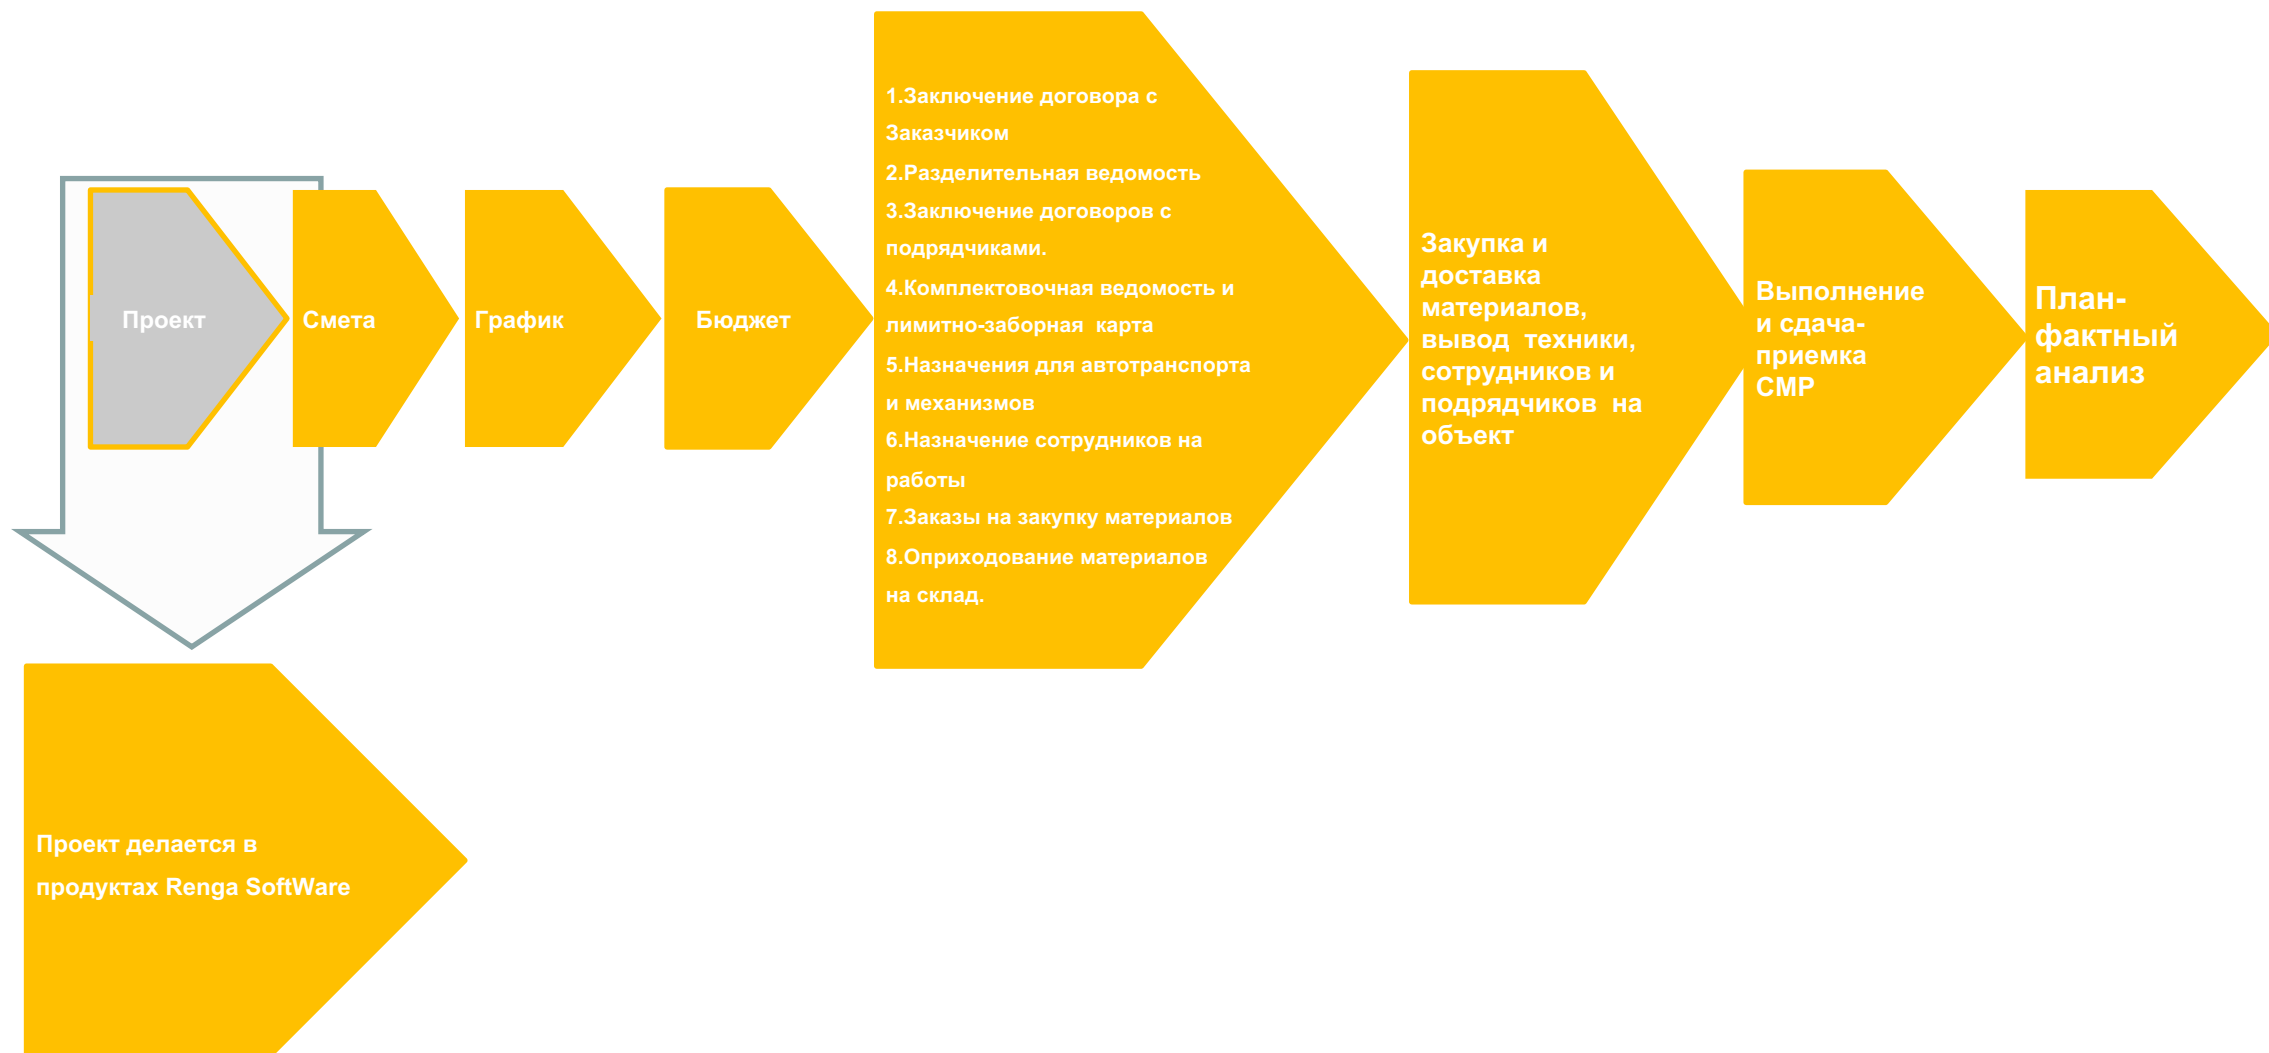 Проект
Смета
График
Бюджет
1.Заключение договора с
Заказчиком
2.Разделительная ведомость
3.Заключение договоров с
подрядчиками.
4.Комплектовочная ведомость и
лимитно-заборная карта
5.Назначения для автотранспорта
и механизмов
6.Назначение сотрудников на
работы
7.Заказы на закупку материалов
8.Оприходование материалов
на склад.
Закупка и
доставка
материалов,
вывод техники,
сотрудников и
подрядчиков на
объект
Выполнение
и сдача-
приемка
СМР
План-
фактный
анализ
Проект делается в
продуктах Renga SoftWare